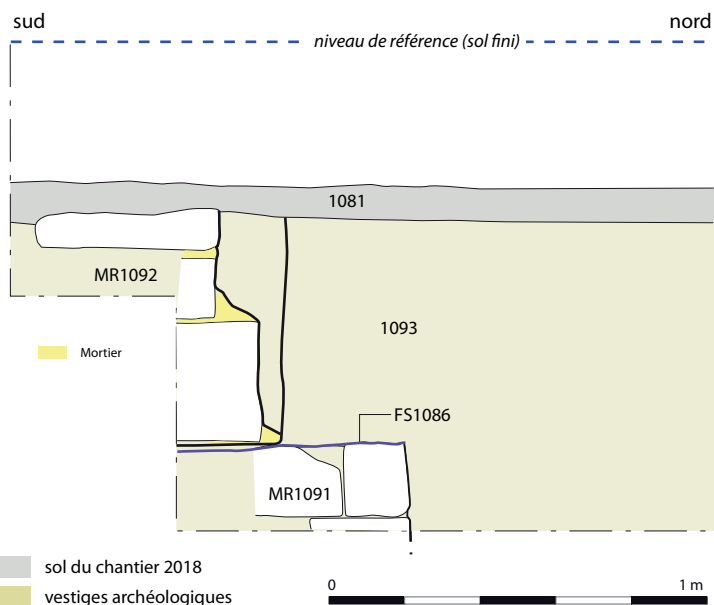 sud
nord
niveau de référence (sol fini)
1081
MR1092
1093
Mortier
FS1086
MR1091
sol du chantier 2018
0
1 m
vestiges archéologiques